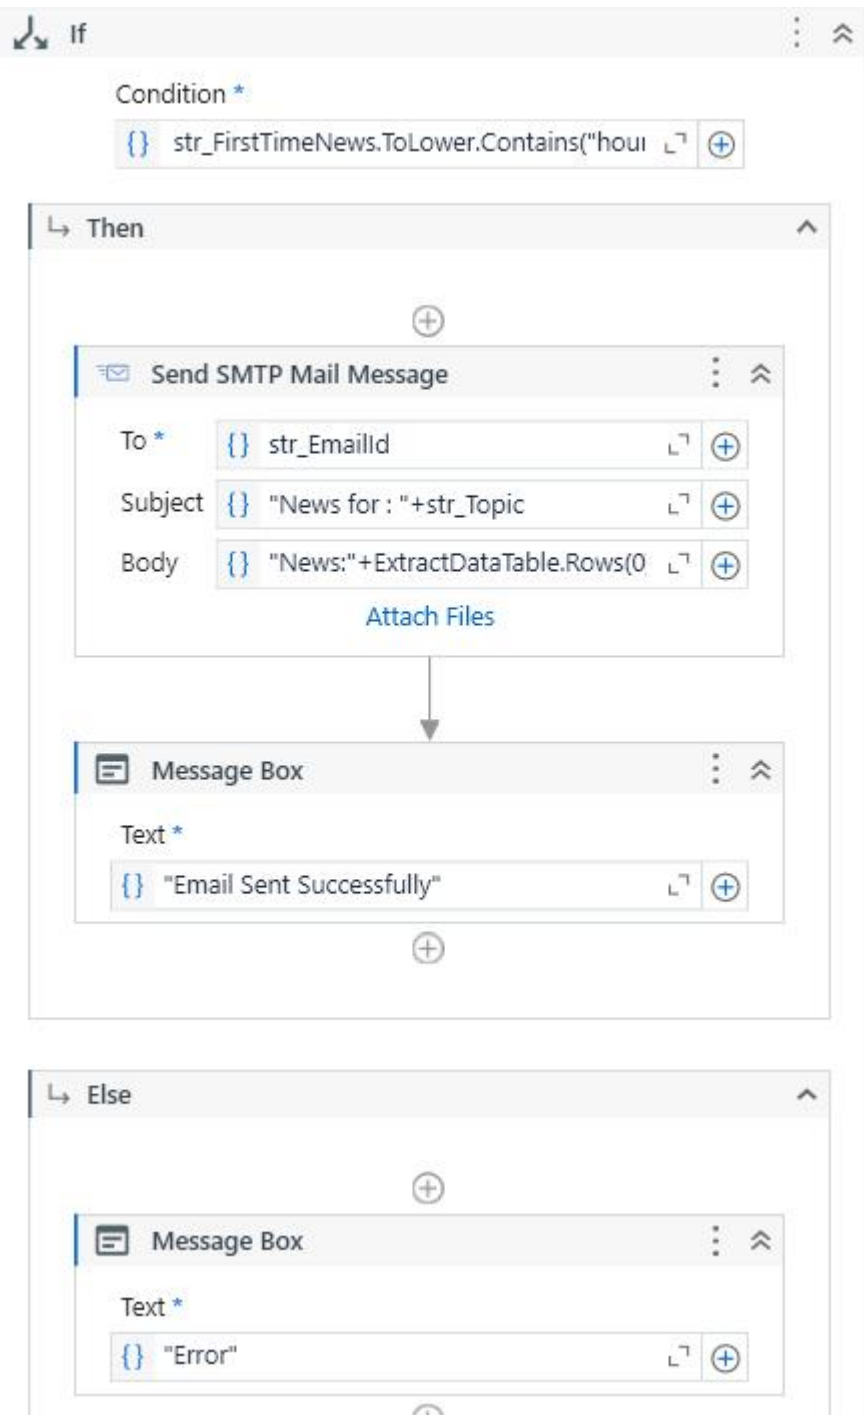 If
Condition *
{} str_FirstTimeNews.ToLower.Contains("hour
Then
Send SMTP Mail Message
To * {} str_EmailId
Subject {} "News for : "+str_Topic
Body {} "News:"+ExtractDataTable.Rows(0
Attach Files
Message Box
Text *
{} "Email Sent Successfully"
Else
Message Box
Text *
{} "Error"